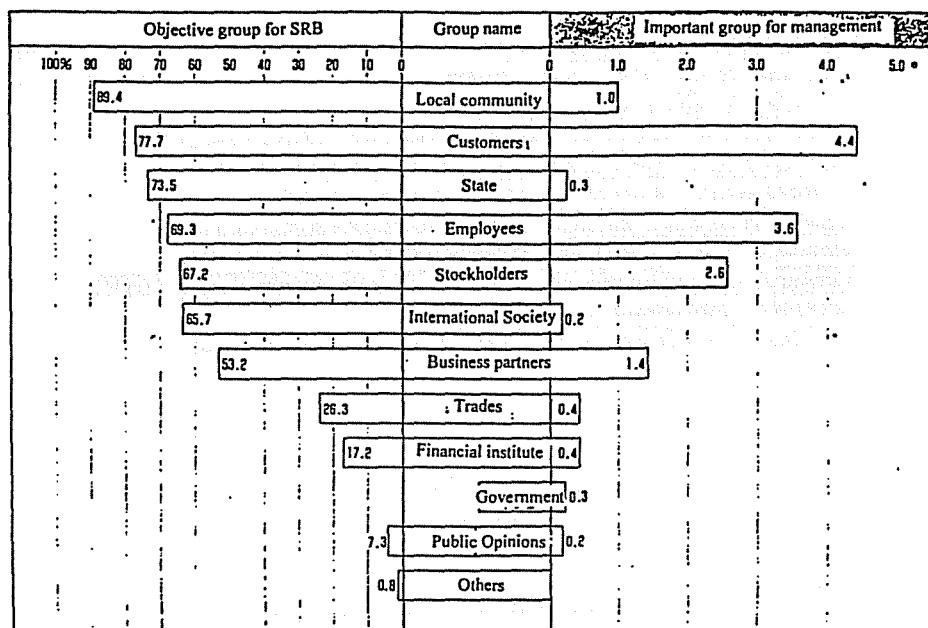 Objective group for SRB Group name Important group for management
100% 90 80 70 60 50 40 30 20 10 0 0 1.0 2.0 3.0 4.0 5.0
89.4 Local community 1.0
77.7 Customers 4.4
73.5 State 0.3
69.3 Employees 3.6
67.2 Stockholders 2.6
65.7 International Society 0.2
53.2 Business partners 1.4
26.3 Trades 0.4
17.2 Financial institute 0.4
Government 0.3
7.3 Public Opinions 0.2
0.8 Others